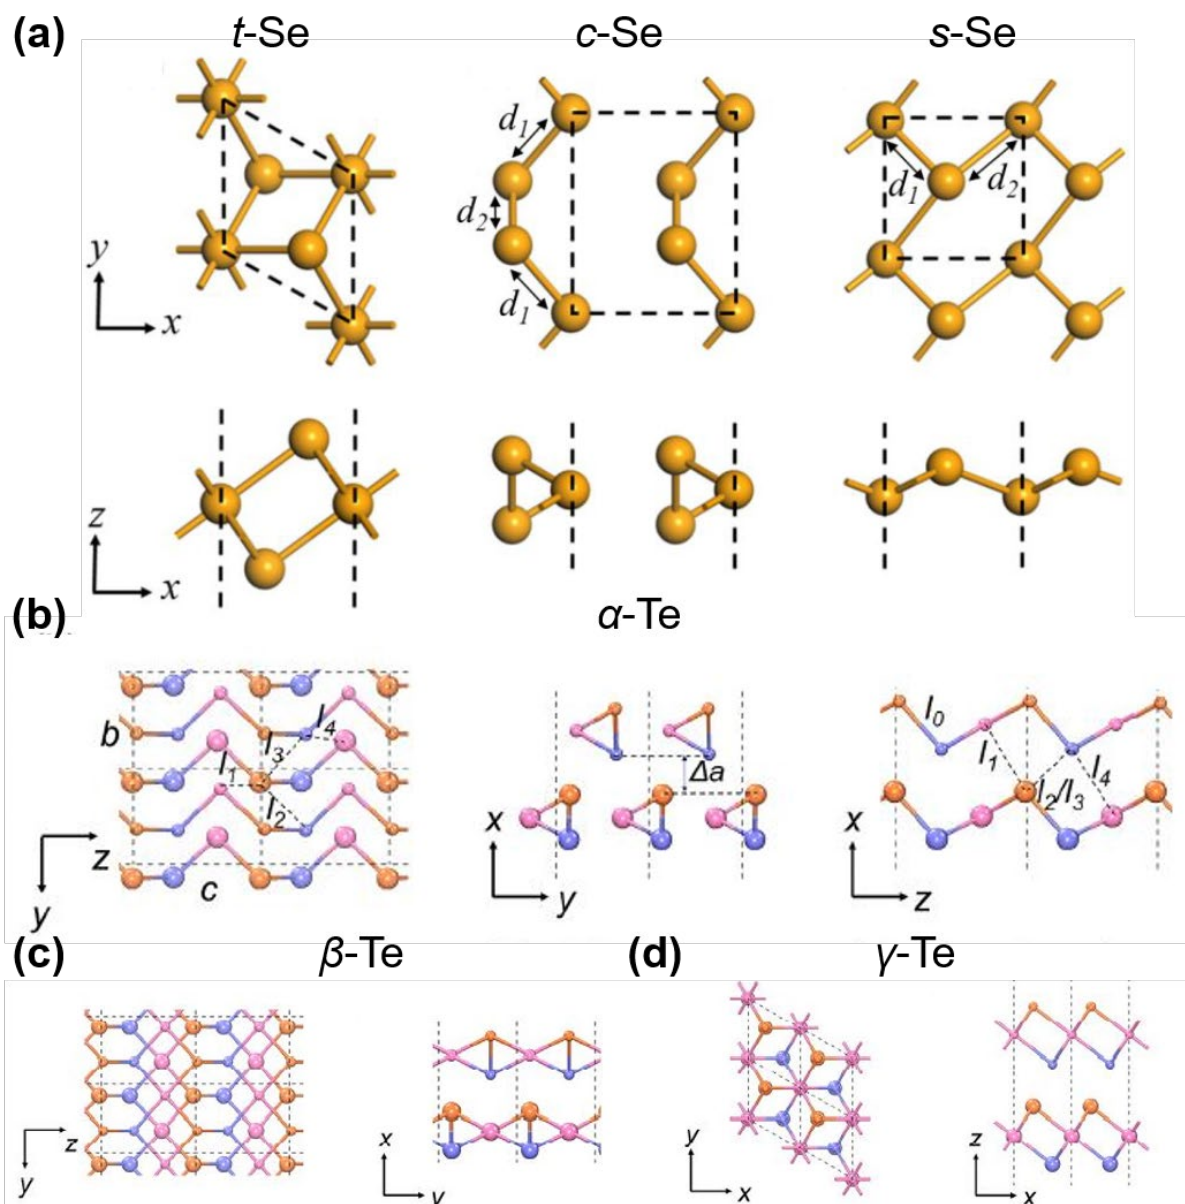 (a) t-Se c-Se s-Se
d1
d2
d1
d1 d2
y
x
z
x
(b) α-Te
b
l4
l3
l1
l2
z
c
y
Δa
x
y
l0
l1
l2/l3
l4
x
z
(c) β-Te (d) γ-Te
z
y
x
y
y
x
z
x